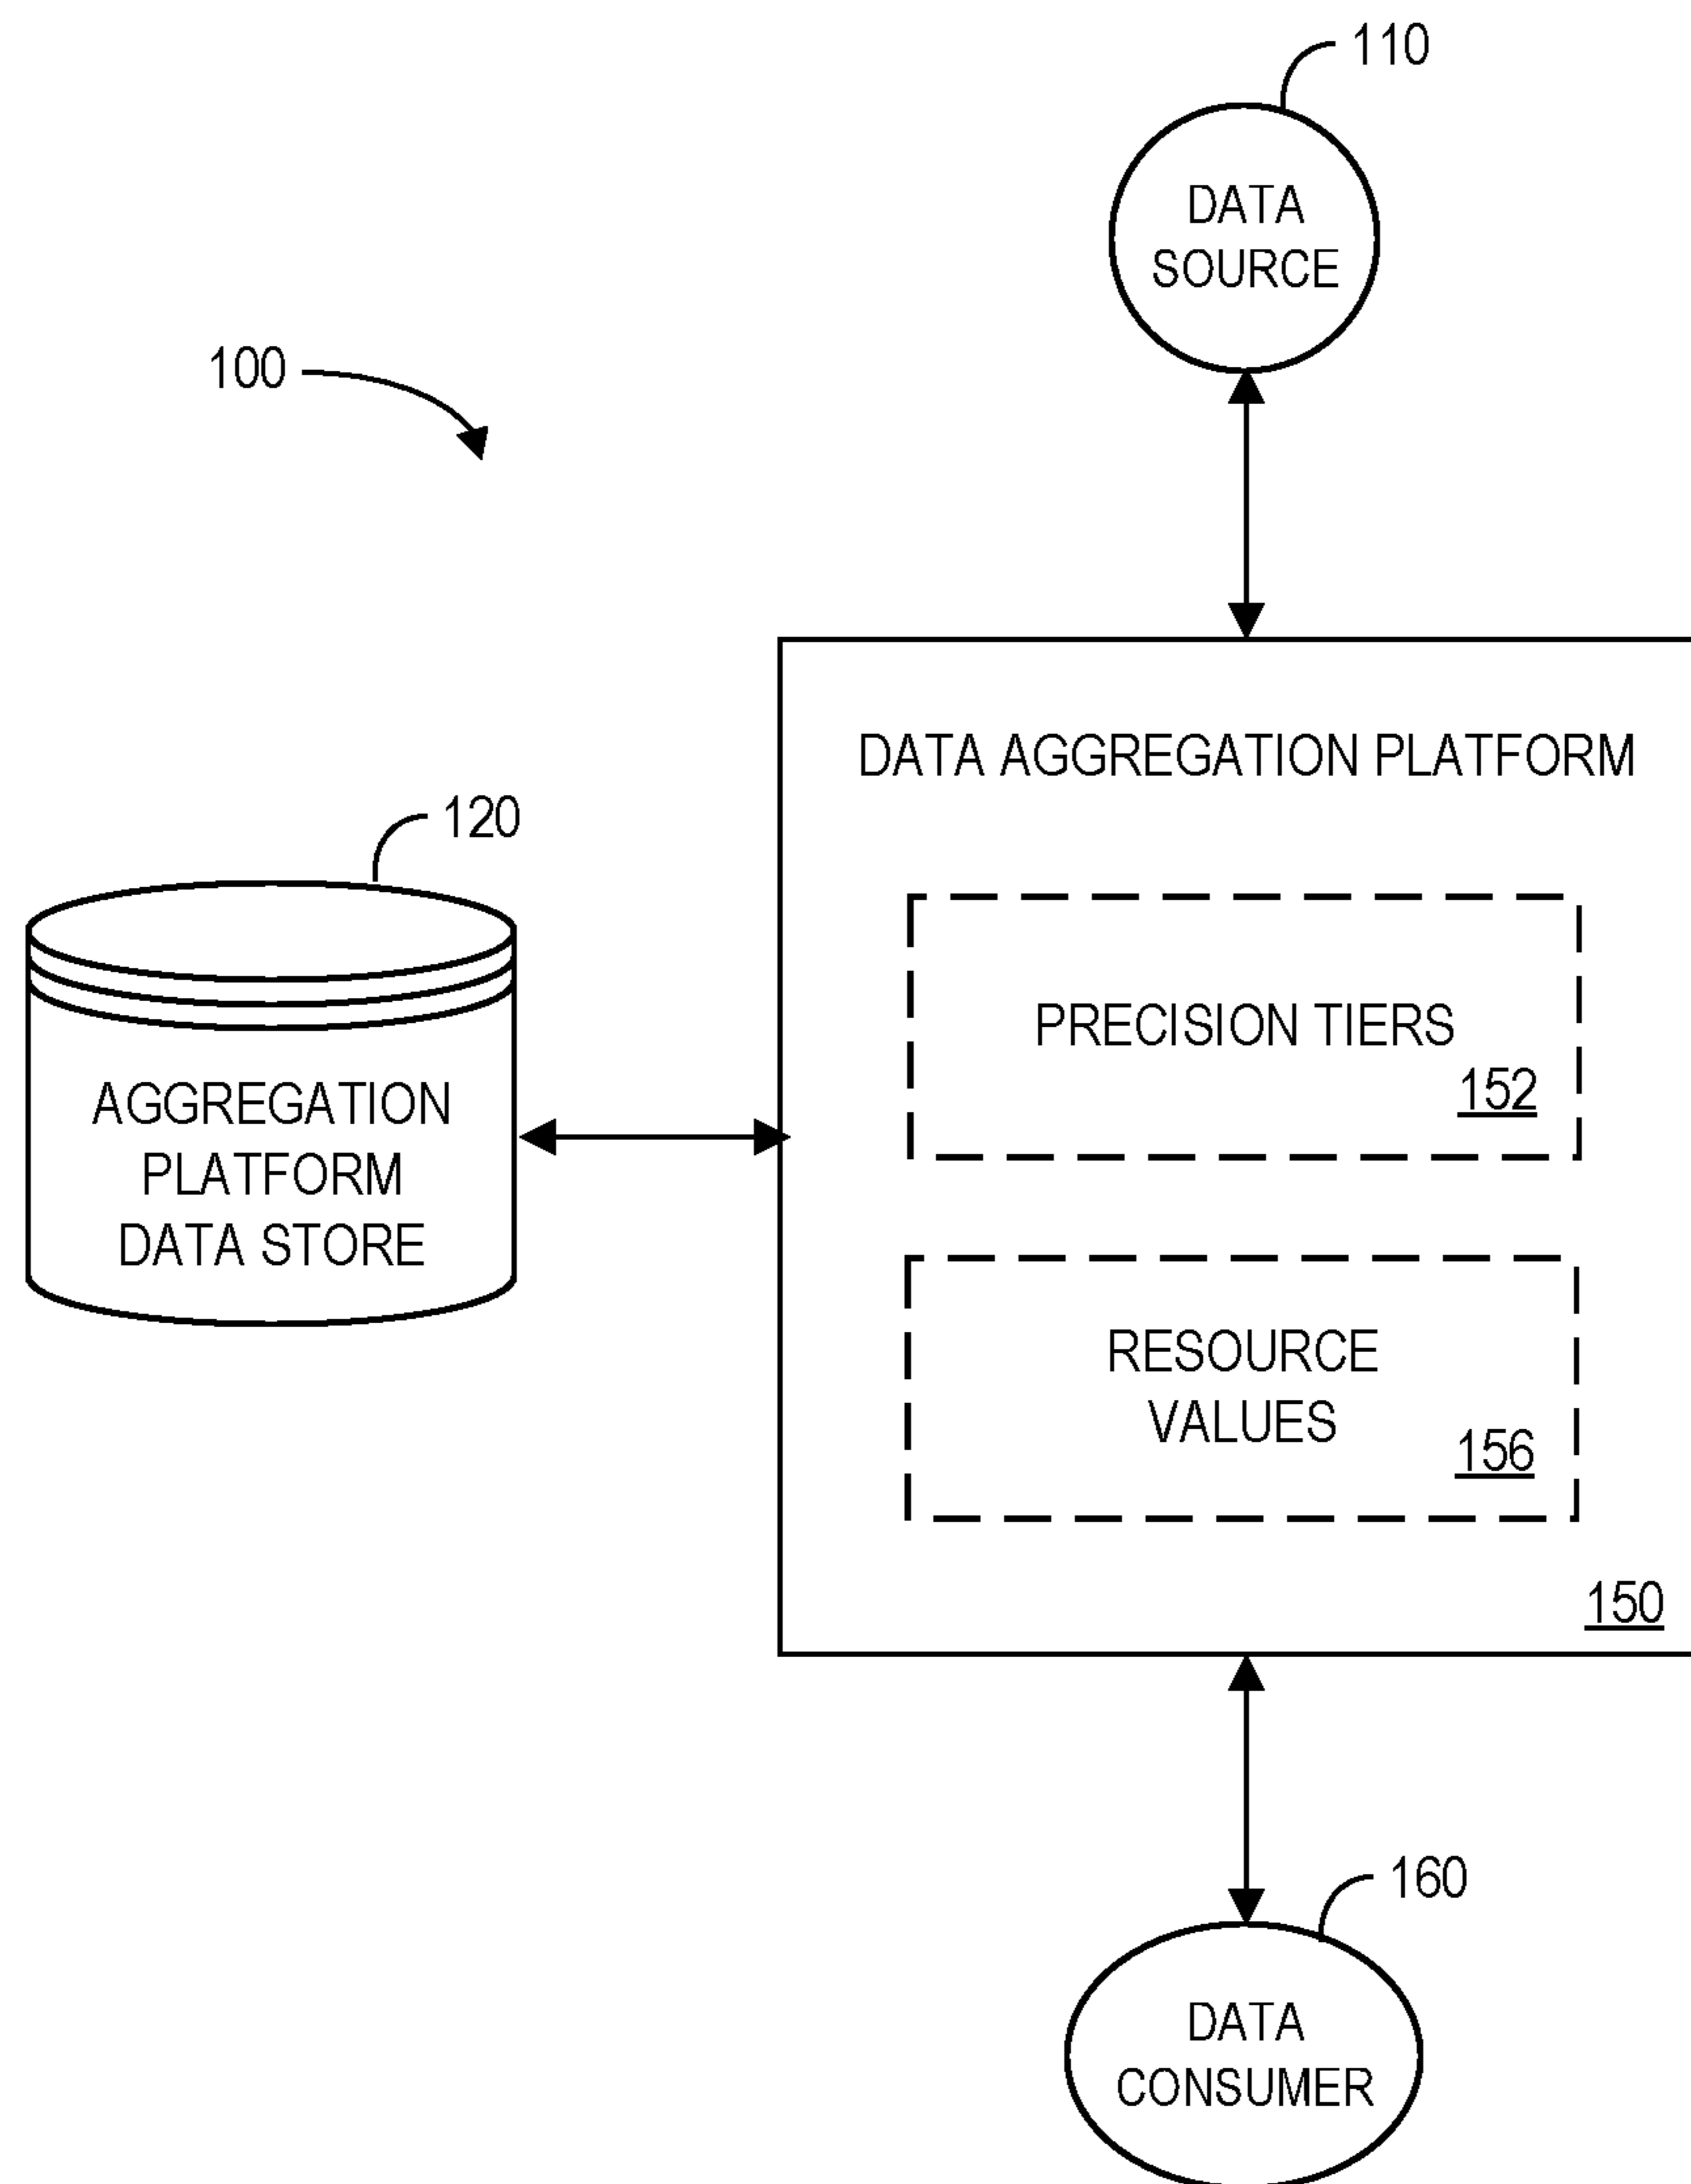 110
DATA
SOURCE
100
DATA AGGREGATION PLATFORM
120
PRECISION TIERS
152
AGGREGATION
PLATFORM
DATA STORE
RESOURCE
VALUES
156
150
160
DATA
CONSUMER